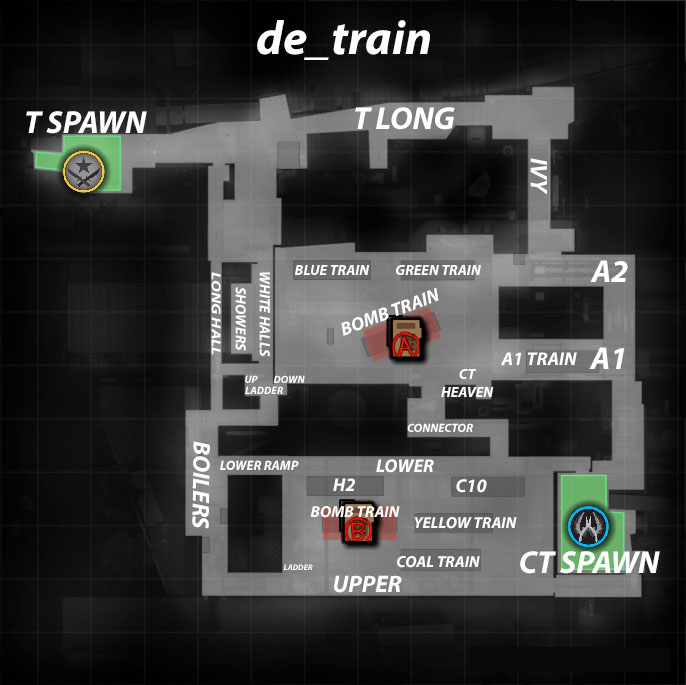 de_train
T SPAWN
T LONG
IVY
BLUE TRAIN
GREEN TRAIN
A2
LONG HALL
SHOWERS
WHITE HALLS
BOMB TRAIN
A
A1 TRAIN
A1
UP
DOWN
LADDER
CT
HEAVEN
CONNECTOR
BOILERS
LOWER RAMP
LOWER
H2
C10
BOMB TRAIN
B
YELLOW TRAIN
COAL TRAIN
CT SPAWN
LADDER
UPPER